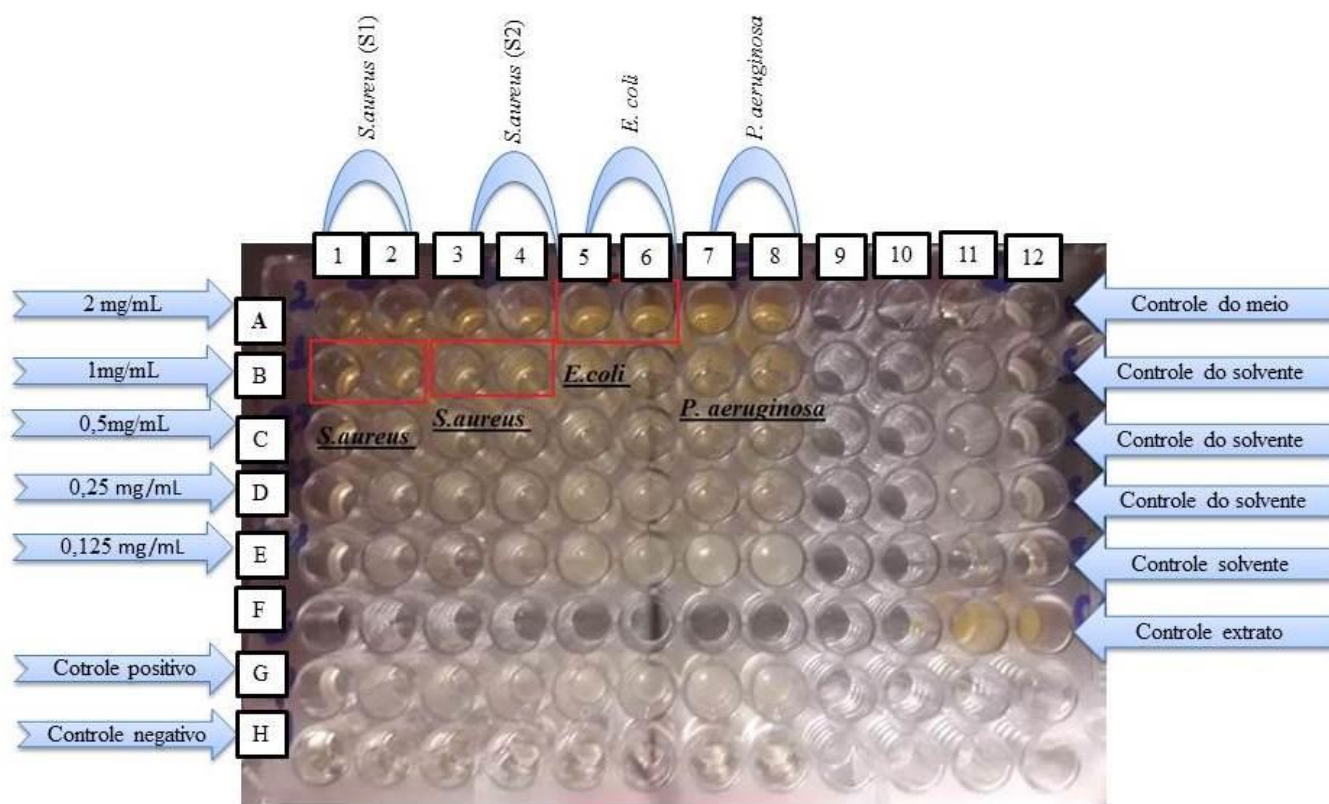 S.aureus (S1)
S.aureus (S2)
E. coli
P. aeruginosa
1 2 3 4 5 6 7 8 9 10 11 12
2 mg/mL
A
Controle do meio
1mg/mL
B
Controle do solvente
E.coli
P. aeruginosa
S.aureus
S.aureus
0,5mg/mL
C
Controle do solvente
0,25 mg/mL
D
Controle do solvente
0,125 mg/mL
E
Controle solvente
F
Controle extrato
Cotrole positivo
G
Controle negativo
H